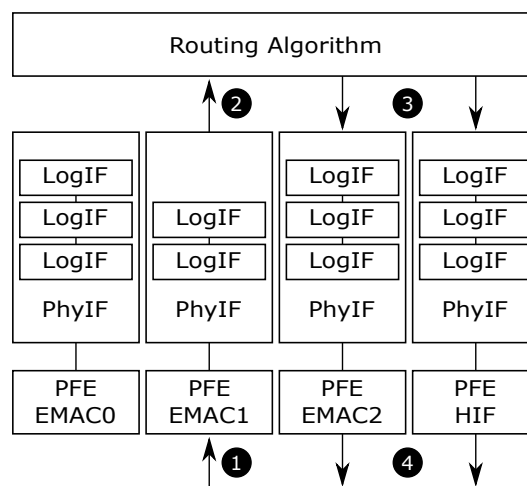 Routing Algorithm
2
3
LogIF
LogIF
LogIF
PhyIF
LogIF
LogIF
PhyIF
LogIF
LogIF
LogIF
PhyIF
LogIF
LogIF
LogIF
PhyIF
PFE
EMAC0
PFE
EMAC1
PFE
EMAC2
PFE
HIF
1
4